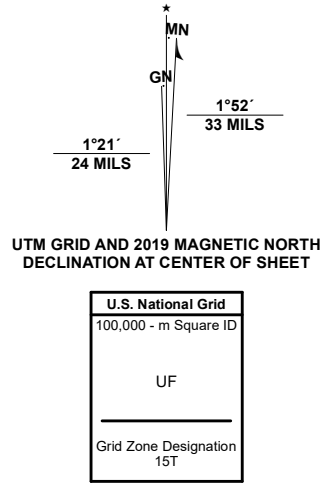 ★
MN
GN
1°52´
33 MILS
1°21´
24 MILS
UTM GRID AND 2019 MAGNETIC NORTH
DECLINATION AT CENTER OF SHEET
U.S. National Grid
100,000 - m Square ID
UF
Grid Zone Designation
15T